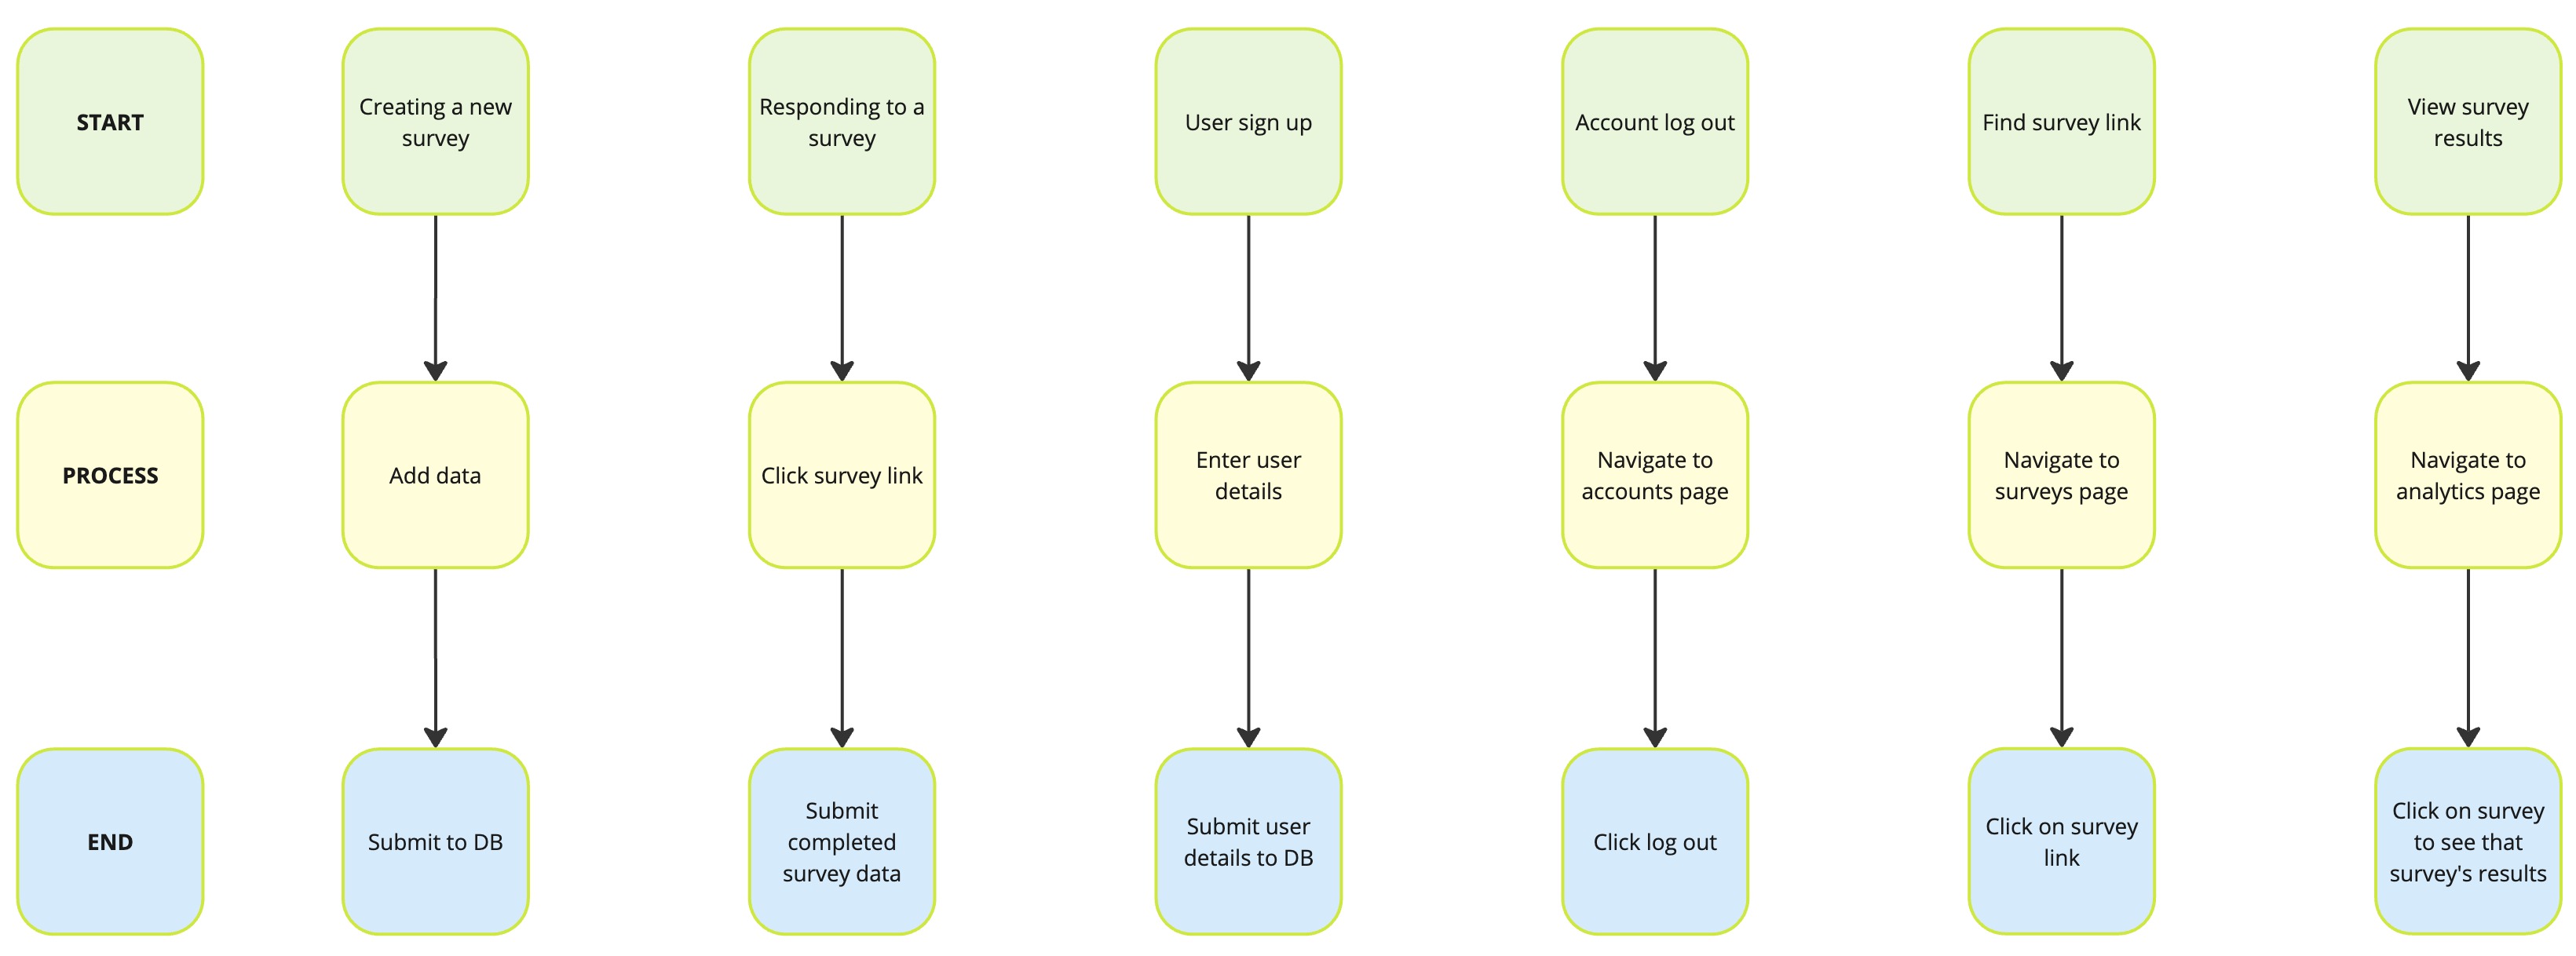 START
Creating a new
survey
Responding to a
survey
User sign up
Account log out
Find survey link
View survey
results
PROCESS
Add data
Click survey link
Enter user
details
Navigate to
accounts page
Navigate to
surveys page
Navigate to
analytics page
END
Submit to DB
Submit
completed
survey data
Submit user
details to DB
Click log out
Click on survey
link
Click on survey
to see that
survey's results